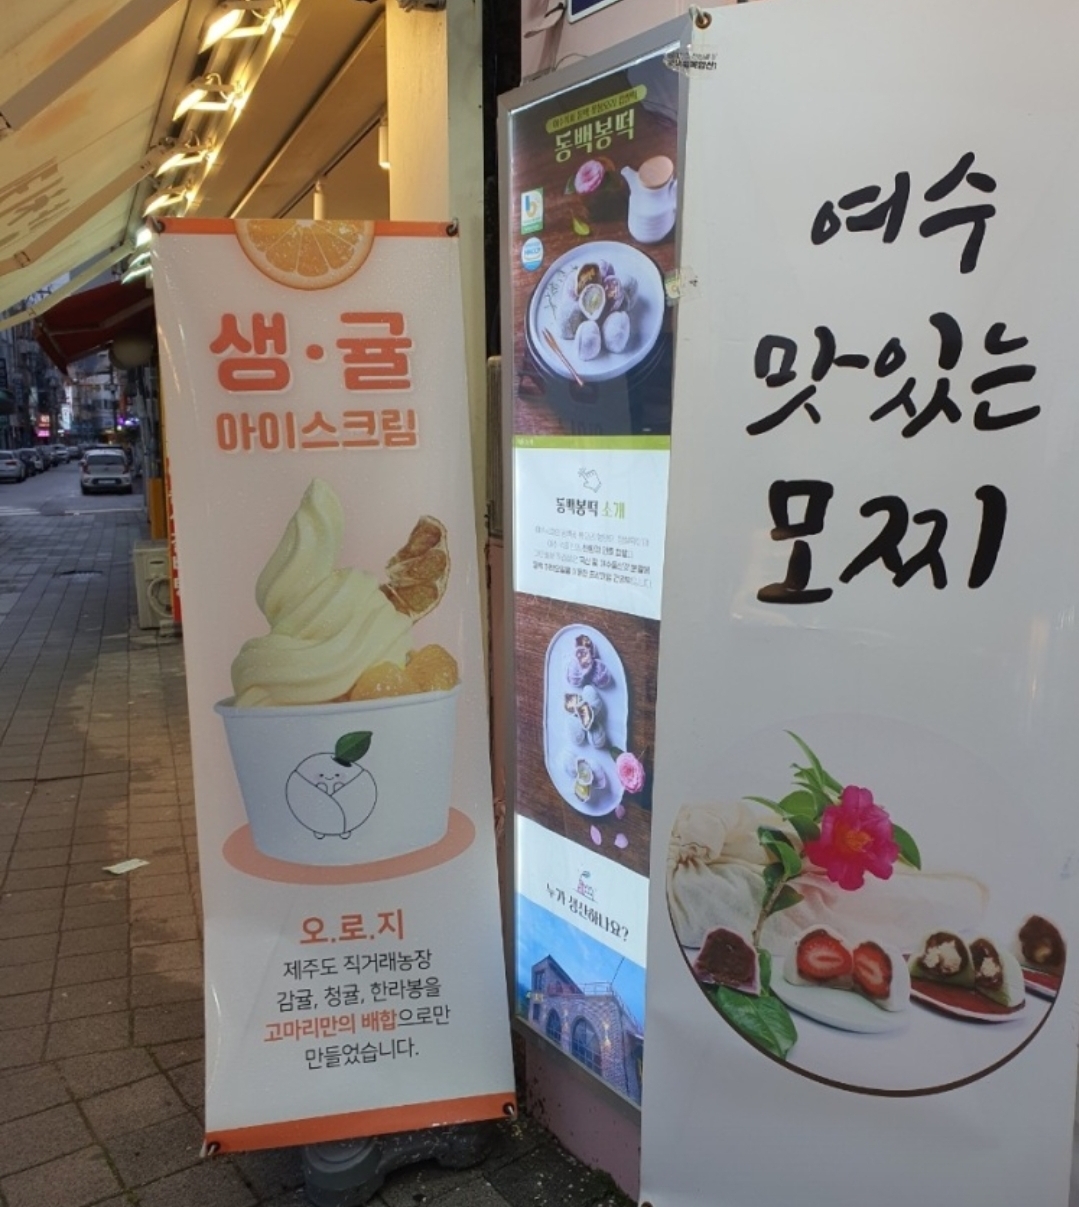 생·귤
아이스크림
오.로.지
제주도 직거래농장
감귤, 청귤, 한라봉을
고마리만의 배합으로만
만들었습니다.
동백봉떡
동백봉떡 소개
누가 생산하나요?
여수
맛있는
모찌